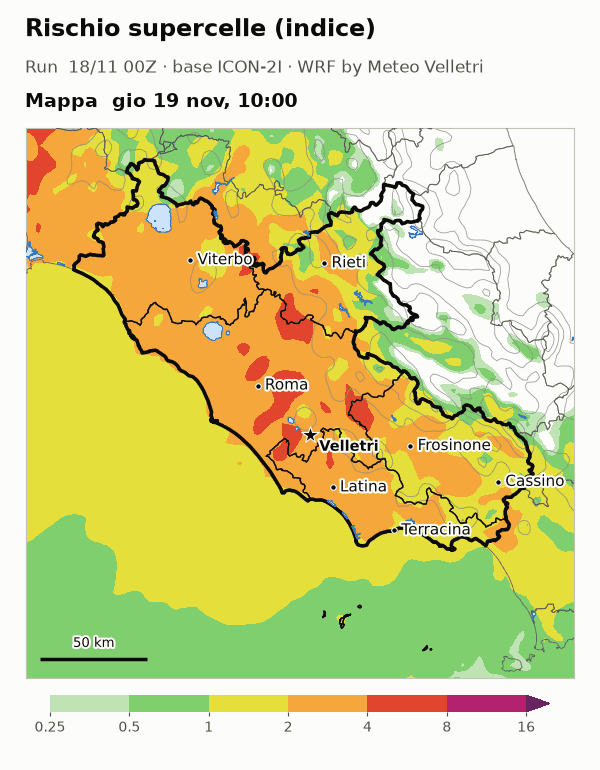 Rischio supercelle (indice)
Run  18/11 00Z · base ICON-2I · WRF by Meteo Velletri
Mappa  gio 19 nov, 10:00
Viterbo
Rieti
Roma
Velletri
Frosinone
Cassino
Latina
Terracina
50 km
0.25 0.5 1 2 4 8 16